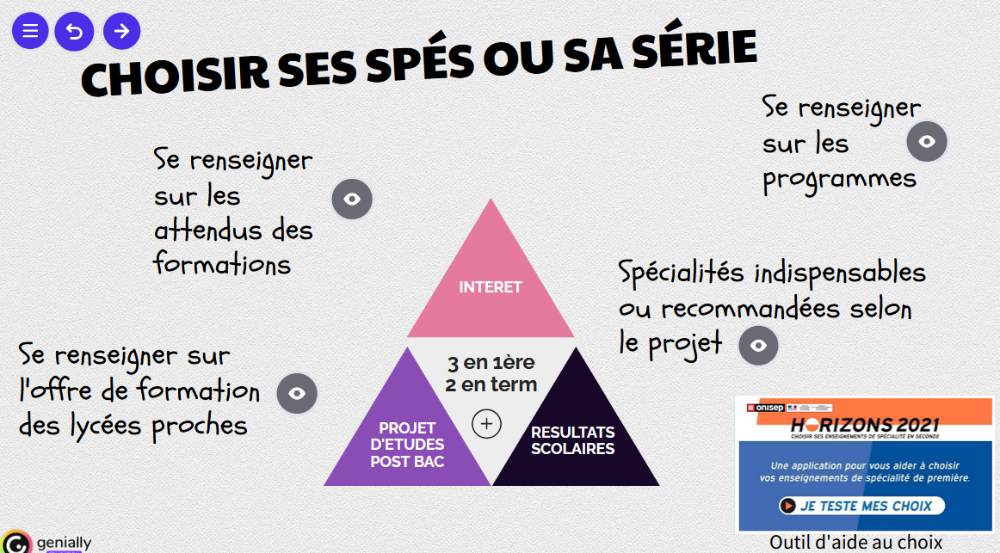 CHOISIR SES SPÉS OU SA SÉRIE
Se renseigner
sur les
programmes
Se renseigner
sur les
attendus des
formations
INTERET
Spécialités indispensables
ou recommandées selon
le projet
Se renseigner sur
l'offre de formation
des lycées proches
3 en 1ère
2 en term
PROJET
D'ETUDES
POST BAC
RESULTATS
SCOLAIRES
onisep
HORIZONS 2021
CHOISIR SES ENSEIGNEMENTS DE SPÉCIALITÉ EN SECONDE
Une application pour vous aider à choisir
vos enseignements de spécialité de première.
JE TESTE MES CHOIX
Outil d'aide au choix
genially